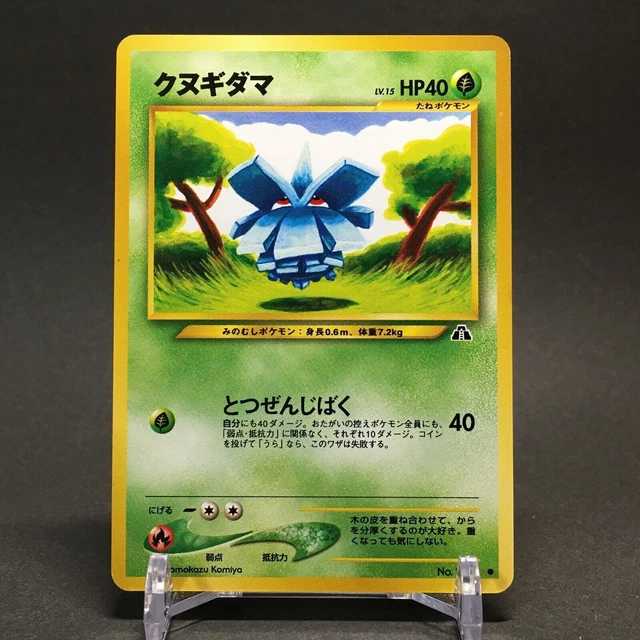 クヌギダマ
LV.15 HP40
たねポケモン
みのむしポケモン：身長0.6m、体重7.2kg
とつぜんじばく
40
自分にも40ダメージ。おたがいの控えポケモン全員にも、
「弱点・抵抗力」に関係なく、それぞれ10ダメージ。コイン
を投げて「うら」なら、このワザは失敗する。
にげる
弱点 抵抗力
木の皮を重ね合わせて、から
を分厚くするのが大好き。重
くなっても気にしない。
Komiya No.